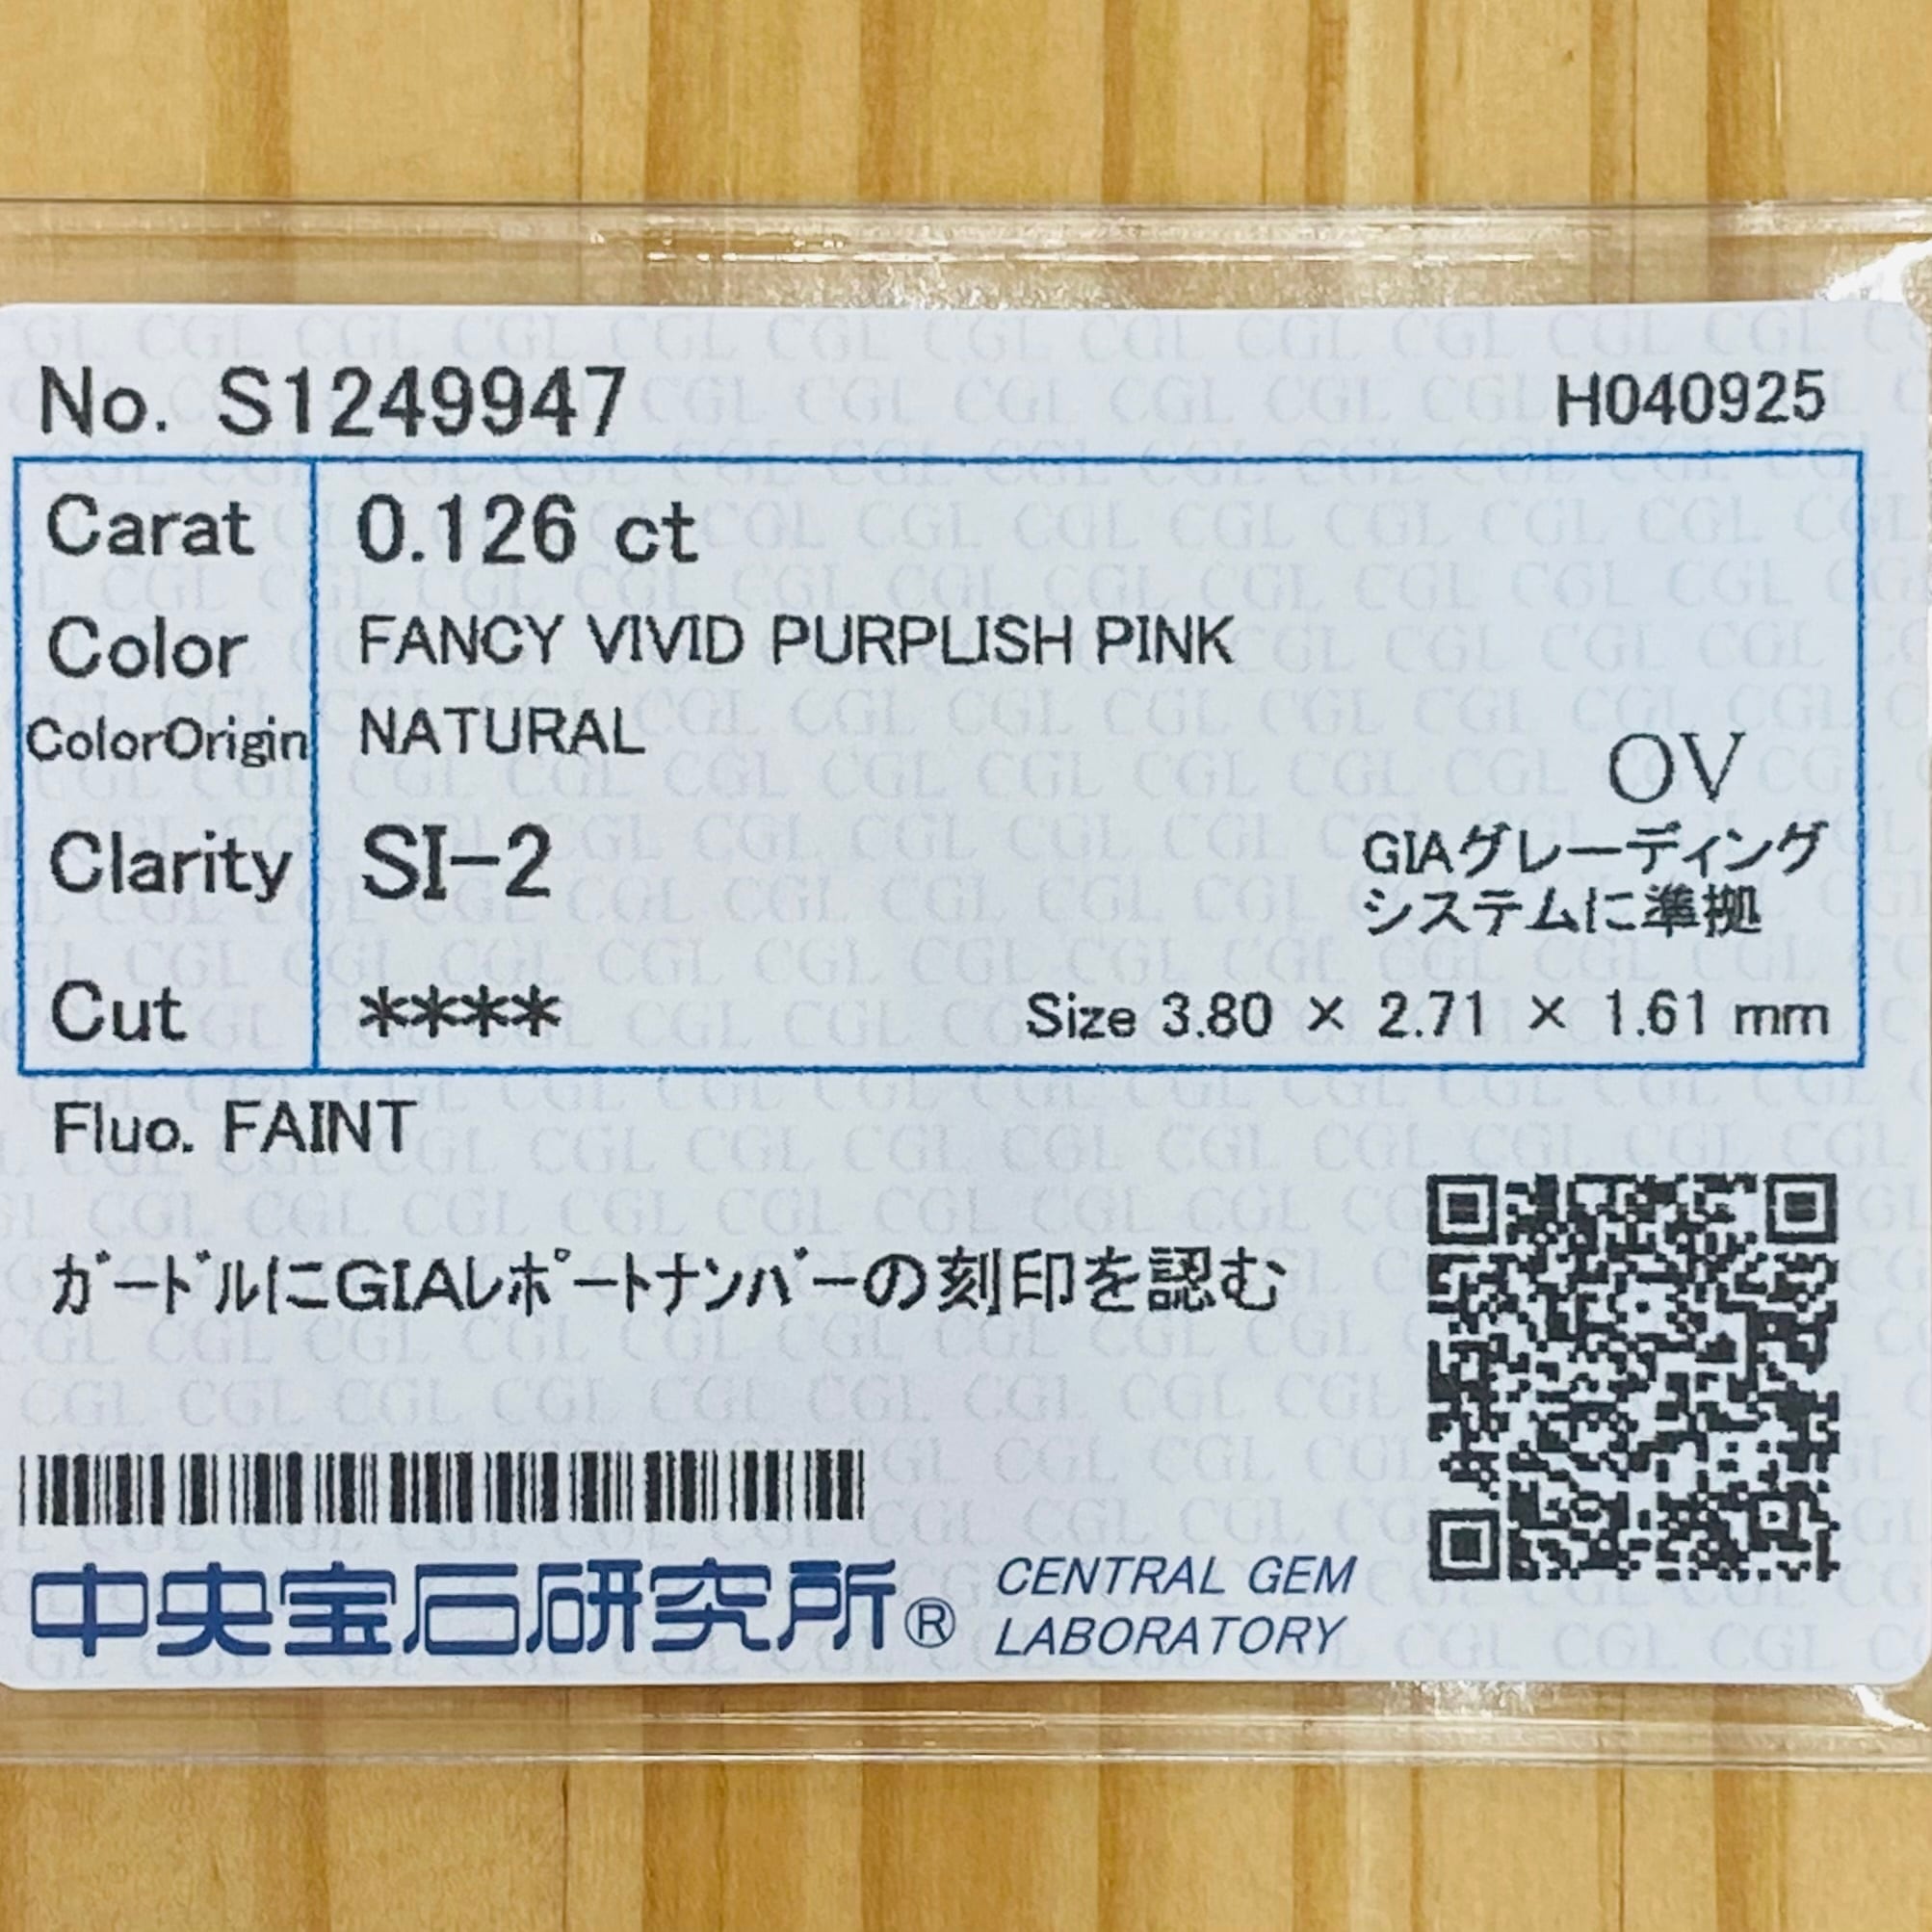 No. S1249947 H040925
Carat 0.126 ct
Color FANCY VIVID PURPLISH PINK
ColorOrigin NATURAL
OV
Clarity SI-2
GIAグレーディング
システムに準拠
Cut **** Size 3.80 × 2.71 × 1.61 mm
Fluo. FAINT
ガードルにGIAレポートナンバーの刻印を認む
中央宝石研究所® CENTRAL GEM
LABORATORY